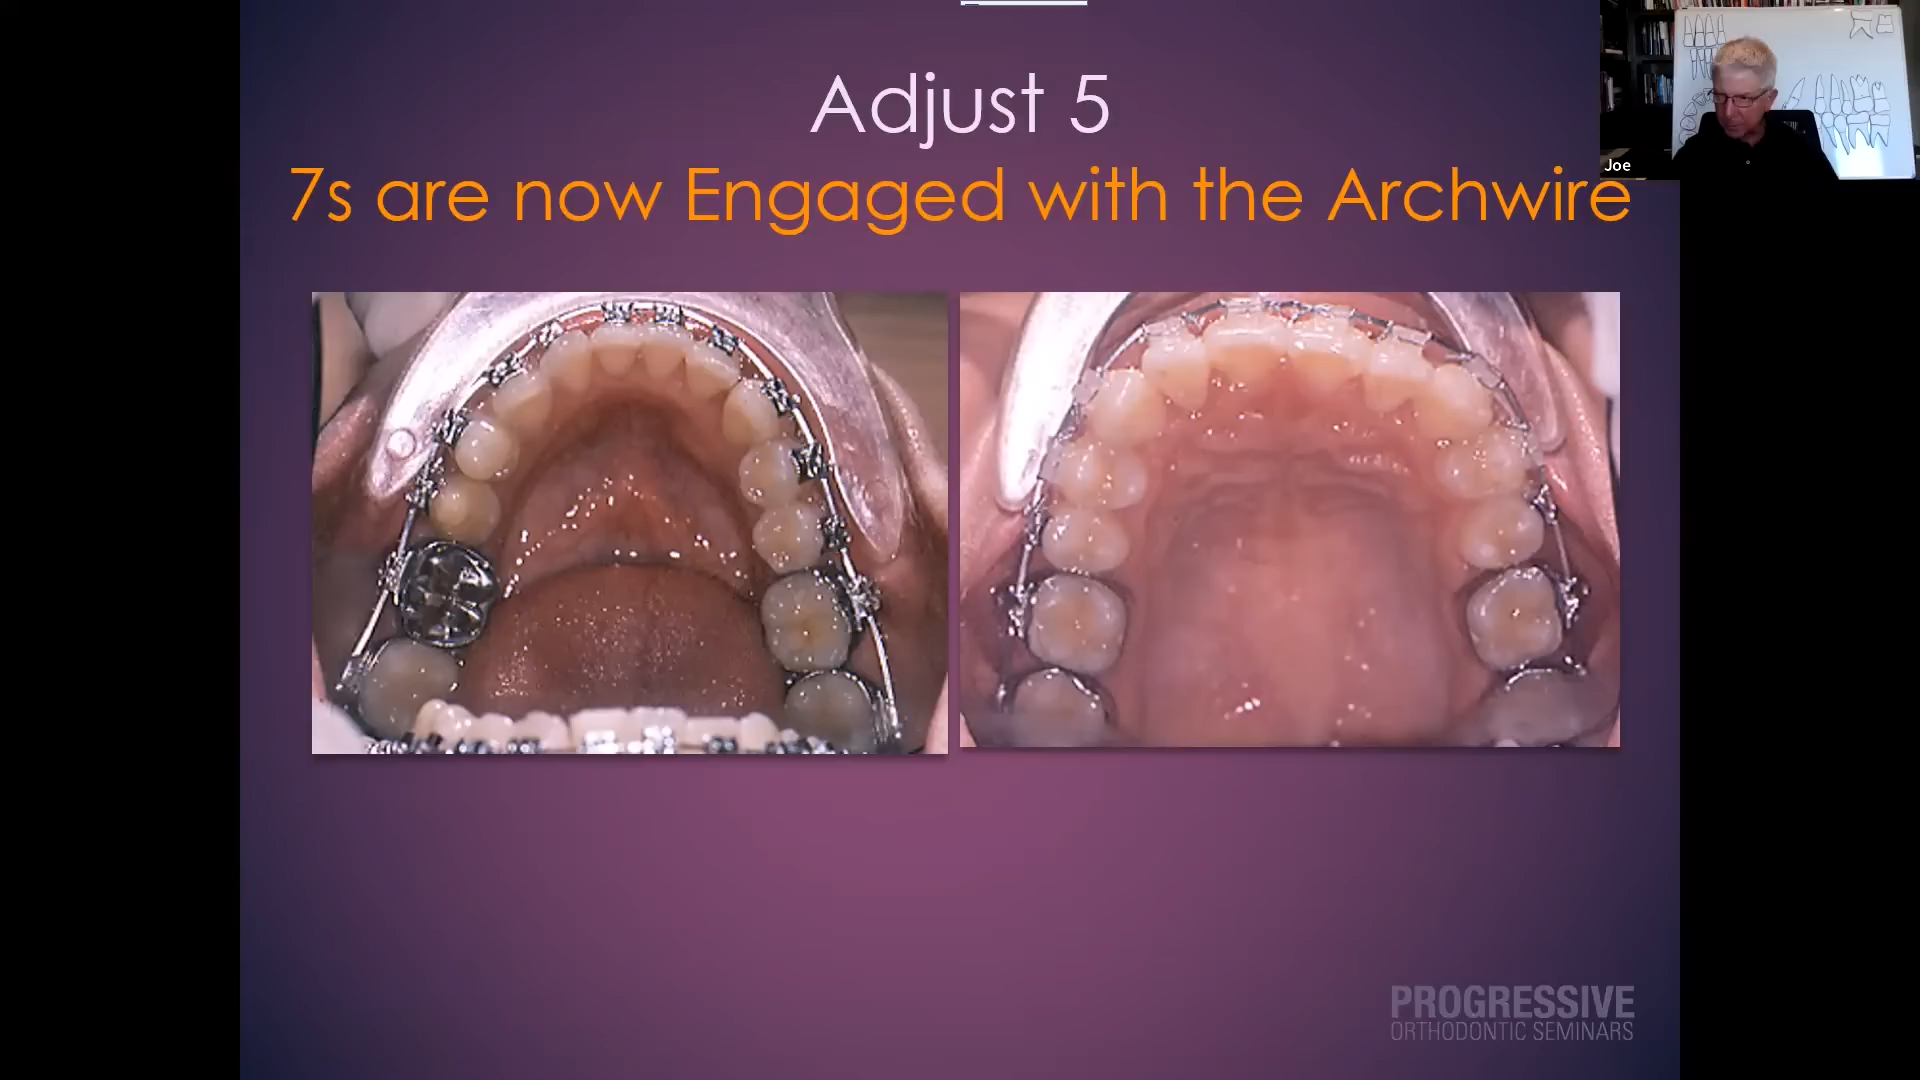 Adjust 5
7s are now Engaged with the Archwire
Joe
PROGRESSIVE
ORTHODONTIC SEMINARS